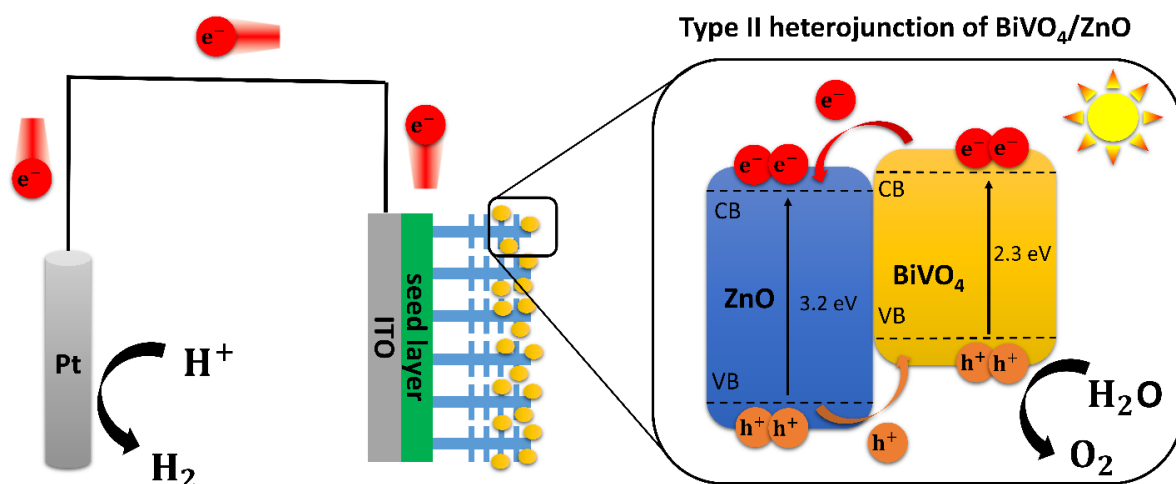 Type II heterojunction of BiVO₄/ZnO
e⁻
e⁻
e⁻
Pt
H⁺
H₂
ITO
seed layer
e⁻
e⁻ e⁻
e⁻ e⁻
CB
CB
ZnO
3.2 eV
BiVO₄
2.3 eV
VB
VB
h⁺ h⁺
h⁺ h⁺
h⁺
H₂O
O₂